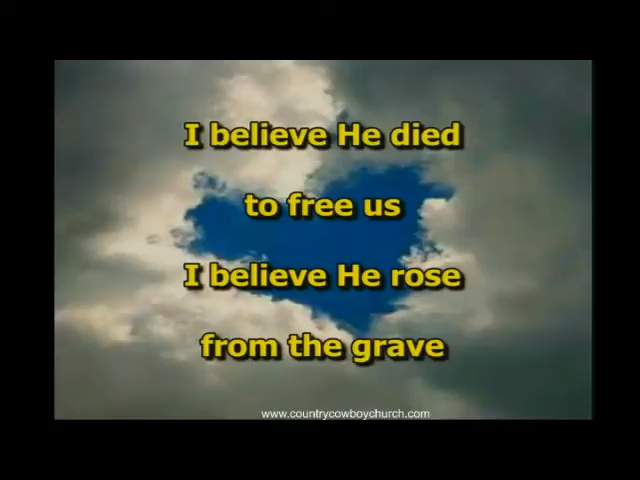 I believe He died
to free us
I believe He rose
from the grave
www.countrycowboychurch.com